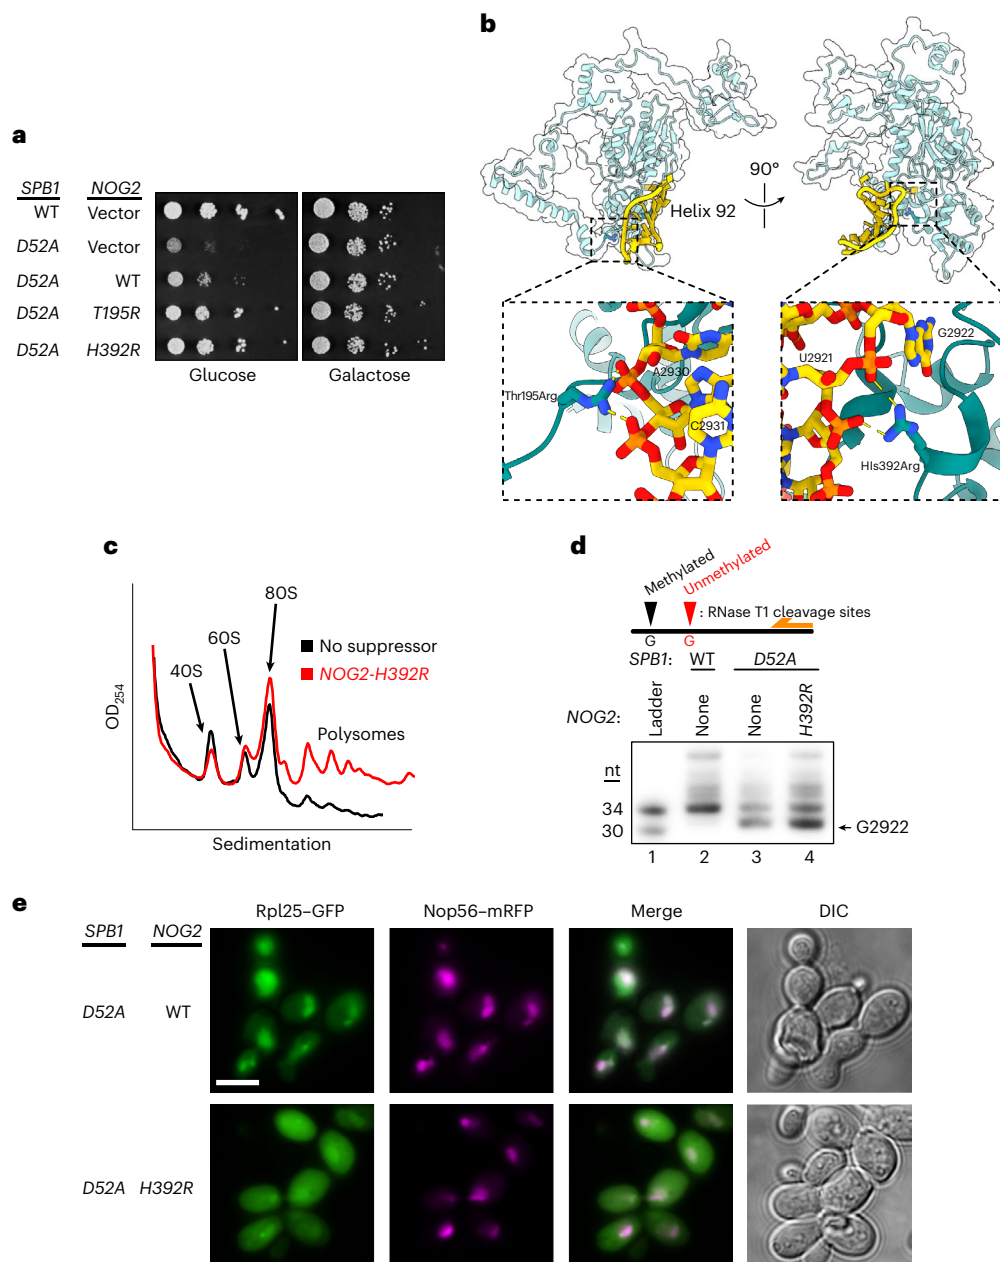 a
SPB1 NOG2
WT Vector
D52A Vector
D52A WT
D52A T195R
D52A H392R
Glucose Galactose
b
90°
Helix 92
Thr195Arg
A2930
C2931
U2921
G2922
HIs392Arg
c
OD254
40S
60S
80S
No suppressor
NOG2-H392R
Polysomes
Sedimentation
d
Methylated
Unmethylated
: RNase T1 cleavage sites
G G
SPB1: WT D52A
NOG2: Ladder None None H392R
nt
34
30
G2922
1 2 3 4
e
Rpl25–GFP Nop56–mRFP Merge DIC
SPB1 NOG2
D52A WT
D52A H392R